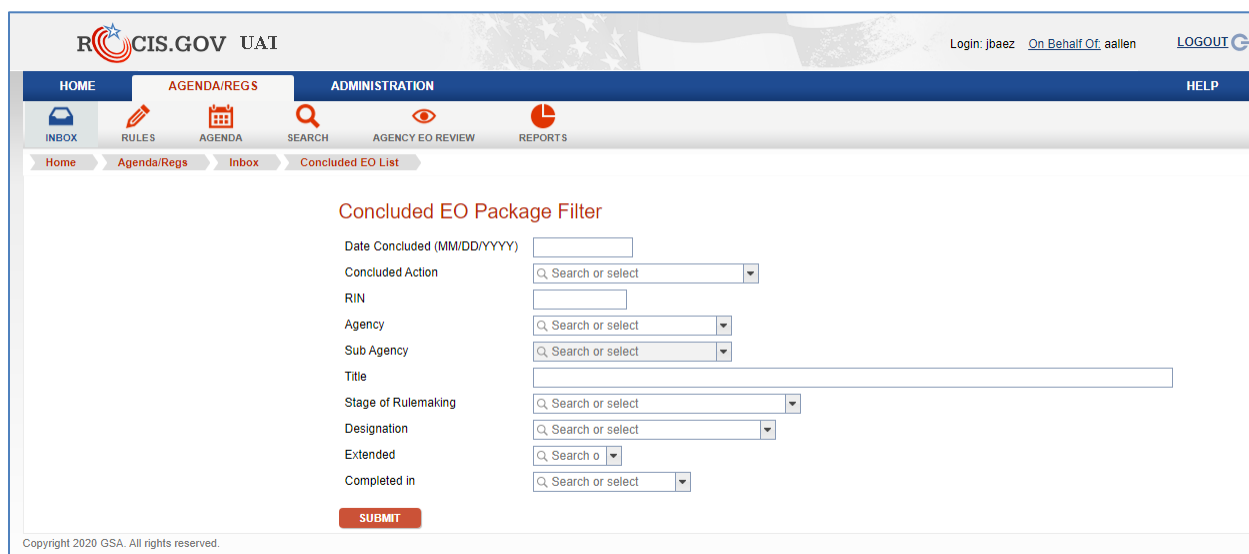 ROCIS.GOV UAT
Login: jbaez On Behalf Of: aallen LOGOUT
HOME AGENDA/REGS ADMINISTRATION HELP
INBOX RULES AGENDA SEARCH AGENCY EO REVIEW REPORTS
Home Agenda/Regs Inbox Concluded EO List
Concluded EO Package Filter
Date Concluded (MM/DD/YYYY)
Concluded Action Search or select
RIN
Agency Search or select
Sub Agency Search or select
Title
Stage of Rulemaking Search or select
Designation Search or select
Extended Search o
Completed in Search or select
SUBMIT
Copyright 2020 GSA. All rights reserved.